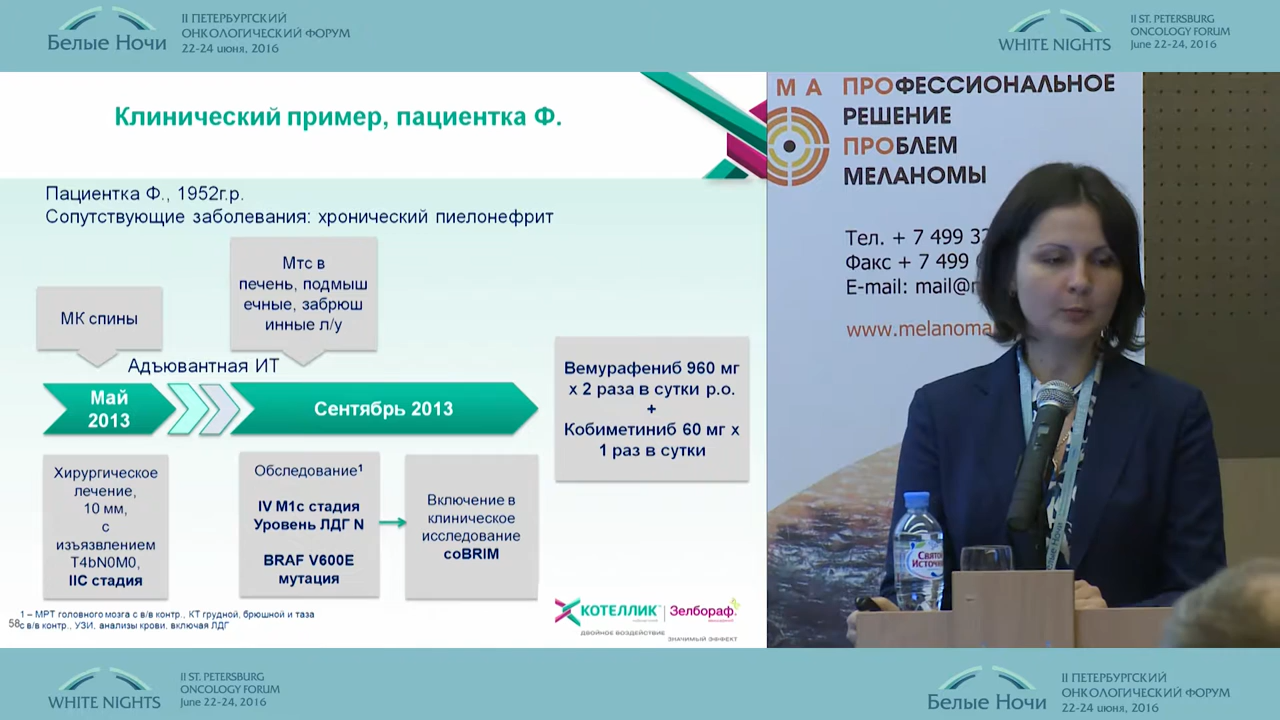 Белые Ночи
II ПЕТЕРБУРГСКИЙ
ОНКОЛОГИЧЕСКИЙ ФОРУМ
22-24 июня, 2016
WHITE NIGHTS
II ST. PETERSBURG
ONCOLOGY FORUM
June 22-24, 2016
Клинический пример, пациентка Ф.
Пациентка Ф., 1952г.р.
Сопутствующие заболевания: хронический пиелонефрит
МК спины
Мтс в
печень, подмыш
ечные, забрюш
инные л/у
Адъювантная ИТ
Май
2013
Сентябрь 2013
Вемурафениб 960 мг
х 2 раза в сутки р.о.
+
Кобиметиниб 60 мг х
1 раз в сутки
Хирургическое
лечение,
10 мм,
с
изъязвлением
T4bN0M0,
IIC стадия
Обследование¹
IV M1c стадия
Уровень ЛДГ N
BRAF V600E
мутация
Включение в
клиническое
исследование
coBRIM
1 – МРТ головного мозга с в/в контр., КТ грудной, брюшной и таза
с в/в контр., УЗИ, анализы крови, включая ЛДГ
58
КОТЕЛЛИК
Зелбораф
ДВОЙНОЕ ВОЗДЕЙСТВИЕ
ЗНАЧИМЫЙ ЭФФЕКТ
М А
ПРОФЕССИОНАЛЬНОЕ
РЕШЕНИЕ
ПРОБЛЕМ
МЕЛАНОМЫ
Тел. + 7 499 32
Факс + 7 499
E-mail: mail@
www.melanoma
Святой
Источник
Белые Ночи
WHITE NIGHTS
II ST. PETERSBURG
ONCOLOGY FORUM
June 22-24, 2016
Белые Ночи
II ПЕТЕРБУРГСКИЙ
ОНКОЛОГИЧЕСКИЙ ФОРУМ
22-24 июня, 2016